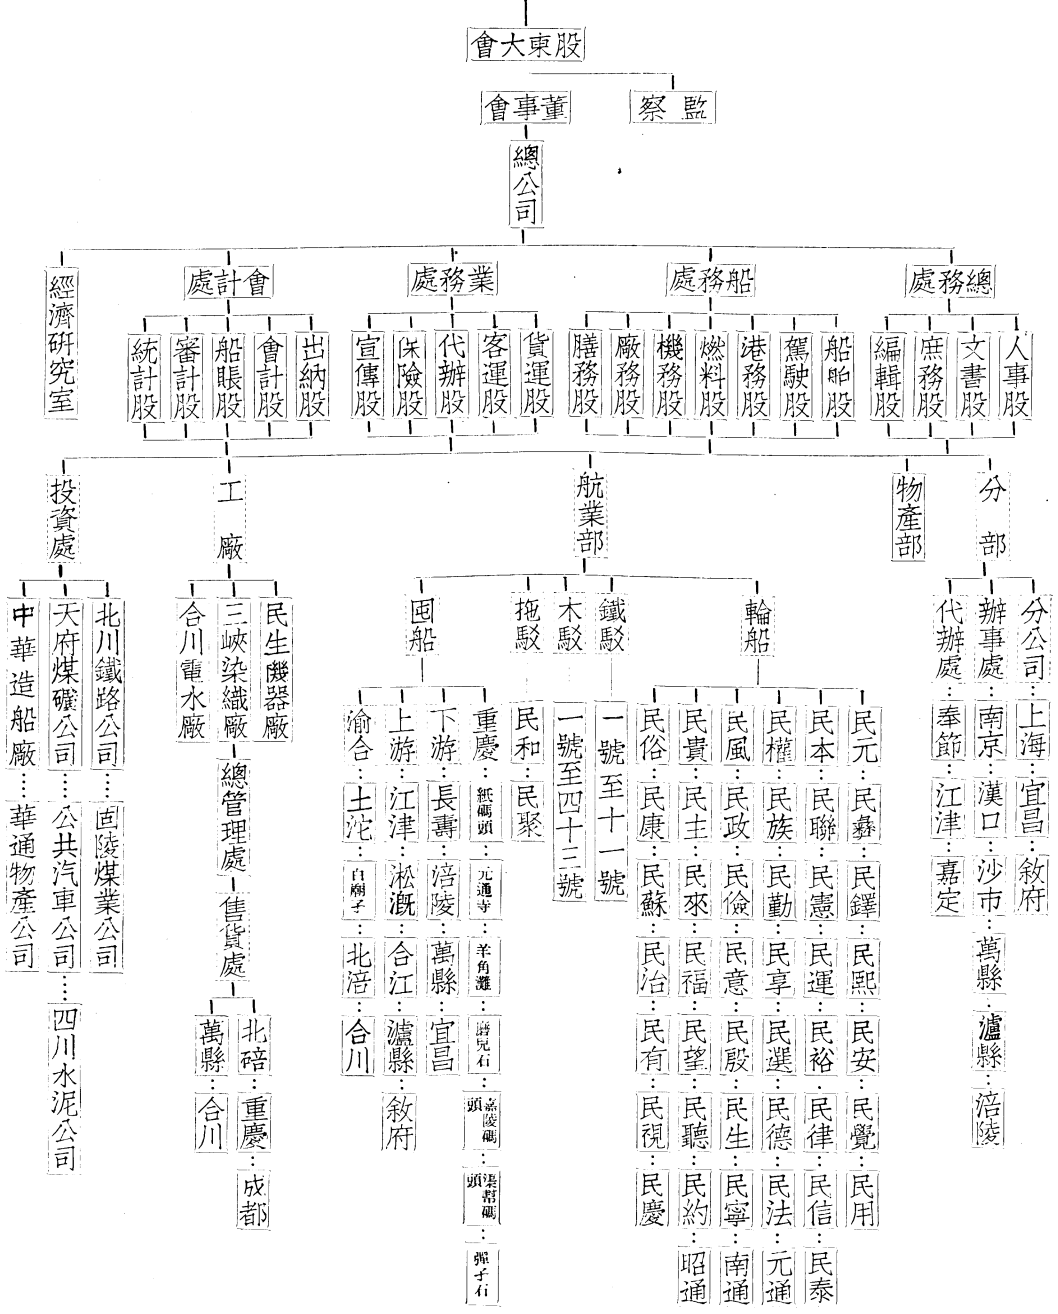 股東大會
監察
董事會
總公司
總務處
船務處
業務處
會計處
經濟研究室
人事股
文書股
庶務股
編輯股
船舶股
駕駛股
港務股
燃料股
機務股
廠務股
膳務股
貨運股
客運股
代辦股
保險股
宣傳股
出納股
會計股
船賬股
審計股
統計股
分部
物產部
航業部
工廠
投資處
分公司
上海
宜昌
敘府
辦事處
南京
漢口
沙市
萬縣
瀘縣
涪陵
代辦處
奉節
江津
嘉定
輪船
民元
民彝
民鐸
民熙
民安
民覺
民用
民本
民聯
民憲
民運
民裕
民律
民信
民泰
民權
民族
民勤
民享
民選
民德
民法
元通
民風
民政
民儉
民意
民殷
民生
民寧
南通
民貴
民主
民來
民福
民望
民聽
民約
昭通
民俗
民康
民蘇
民治
民有
民視
民慶
鐵駁
一號至十一號
木駁
一號至四十三號
拖駁
民和
民聚
囤船
重慶
紙碼頭
元通寺
羊角灘
磨兒石
嘉陵碼頭
渠幫碼頭
彈子石
下游
長壽
涪陵
萬縣
宜昌
上游
江津
淞溉
合江
瀘縣
敘府
渝合
土沱
白廟子
北涪
合川
民生機器廠
三峽染織廠
總管理處
售貨處
北碚
重慶
成都
萬縣
合川
合川電水廠
北川鐵路公司
固陵煤業公司
天府煤礦公司
公共汽車公司
四川水泥公司
中華造船廠
華通物產公司